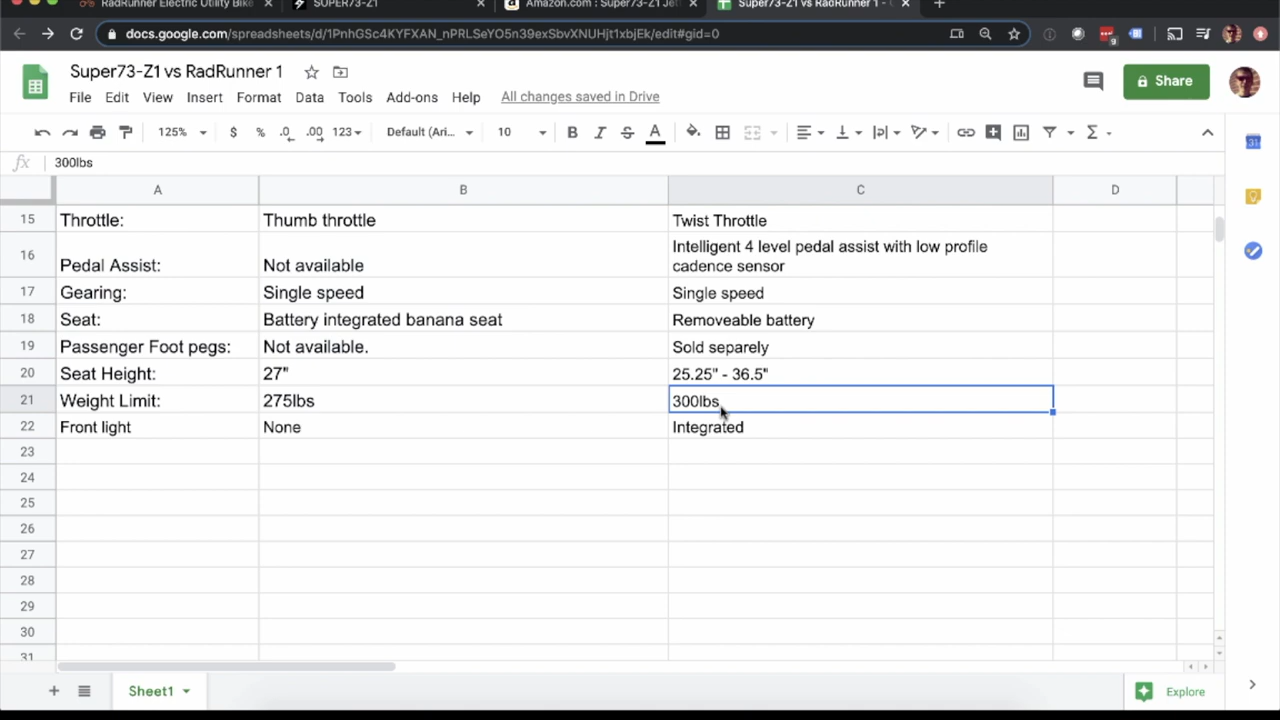 RadRunner Electric Utility Bike
SUPER73-Z1
Amazon.com : Super73-Z1 Jet
Super73-Z1 vs RadRunner 1 -
docs.google.com/spreadsheets/d/1PnhGSc4KYFXAN_nPRLSeYO5n39exSbvXNUHjt1xbjEk/edit#gid=0
9
Super73-Z1 vs RadRunner 1
File Edit View Insert Format Data Tools Add-ons Help All changes saved in Drive
Share
125% $ % .0 .00 123 Default (Ari... 10 B I S A
31
fx 300lbs
A B C D
15 Throttle: Thumb throttle Twist Throttle
16 Pedal Assist: Not available Intelligent 4 level pedal assist with low profile
cadence sensor
17 Gearing: Single speed Single speed
18 Seat: Battery integrated banana seat Removeable battery
19 Passenger Foot pegs: Not available. Sold separely
20 Seat Height: 27" 25.25" - 36.5"
21 Weight Limit: 275lbs 300lbs
22 Front light None Integrated
23
24
25
26
27
28
29
30
31
Sheet1
Explore